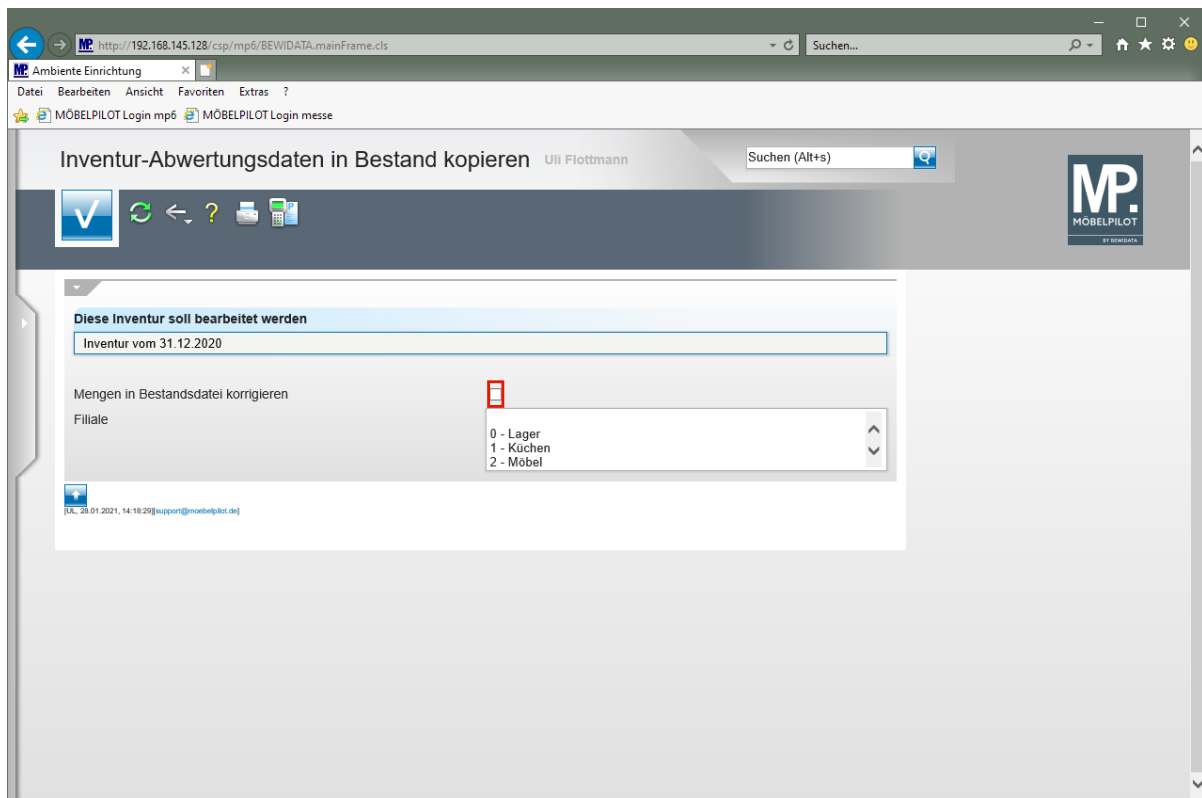 http://192.168.145.128/csp/mp6/BEWIDATA.mainFrame.cls
Suchen...
MP. Ambiente Einrichtung
Datei Bearbeiten Ansicht Favoriten Extras ?
MÖBELPILOT Login mp6 MÖBELPILOT Login messe
Inventur-Abwertungsdaten in Bestand kopieren Uli Flottmann
Suchen (Alt+s)
MP.
MÖBELPILOT
BY BEWIDATA
Diese Inventur soll bearbeitet werden
Inventur vom 31.12.2020
Mengen in Bestandsdatei korrigieren
Filiale
0 - Lager
1 - Küchen
2 - Möbel
[UL, 28.01.2021, 14:18:29][support@moebelpilot.de]